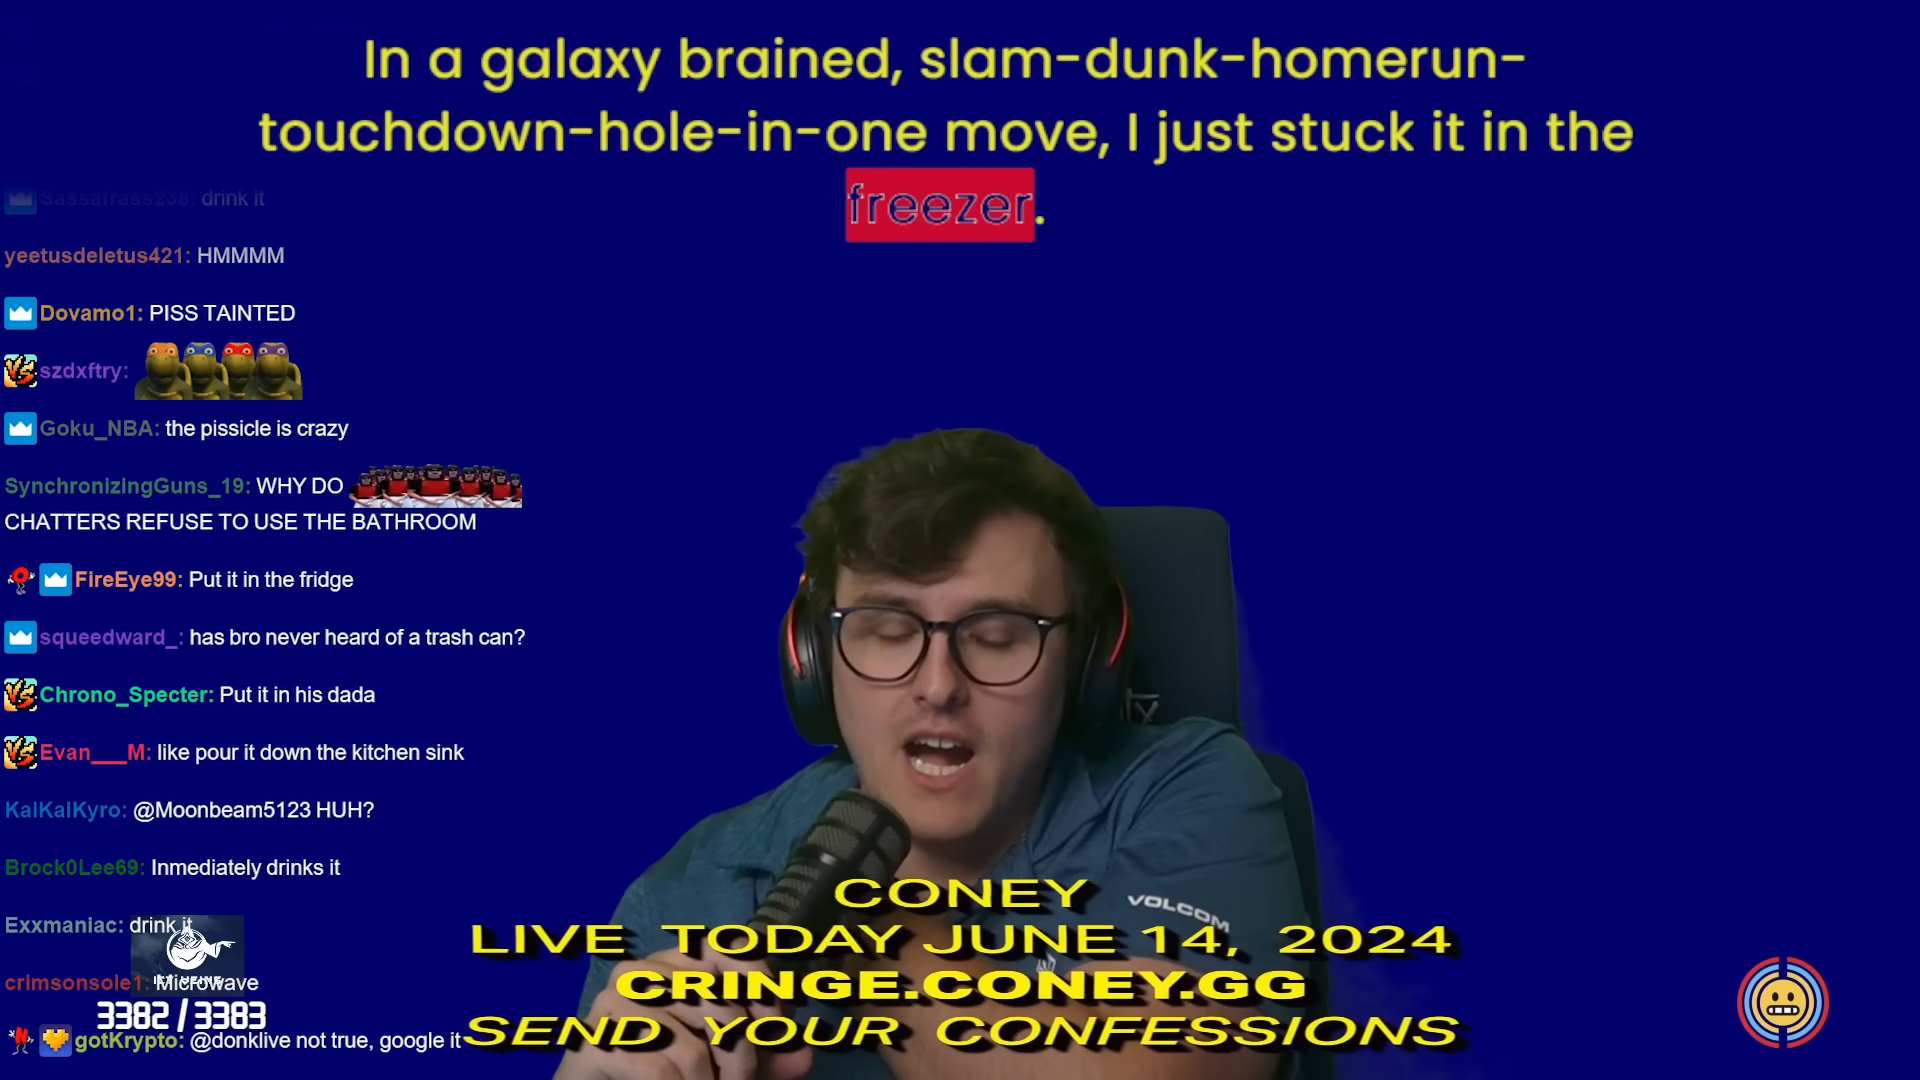 In a galaxy brained, slam-dunk-homerun-
touchdown-hole-in-one move, I just stuck it in the
freezer.
Sassafrass238: drink it
yeetusdeletus421: HMMMM
Dovamo1: PISS TAINTED
szdxftry:
Goku_NBA: the pissicle is crazy
SynchronizingGuns_19: WHY DO
CHATTERS REFUSE TO USE THE BATHROOM
FireEye99: Put it in the fridge
squeedward_: has bro never heard of a trash can?
Chrono_Specter: Put it in his dada
Evan___M: like pour it down the kitchen sink
KaiKaiKyro: @Moonbeam5123 HUH?
Brock0Lee69: Inmediately drinks it
Exxmaniac: drink it
crimsonsole1: Microwave
3382 / 3383
gotKrypto: @donklive not true, google it
VOLCOM
CONEY
LIVE TODAY JUNE 14, 2024
CRINGE.CONEY.GG
SEND YOUR CONFESSIONS